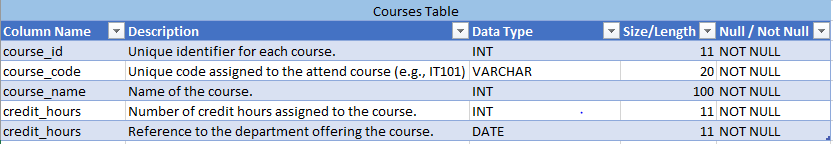 Courses Table
Column Name Description Data Type Size/Length Null / Not Null
course_id Unique identifier for each course. INT 11 NOT NULL
course_code Unique code assigned to the attend course (e.g., IT101) VARCHAR 20 NOT NULL
course_name Name of the course. INT 100 NOT NULL
credit_hours Number of credit hours assigned to the course. INT 11 NOT NULL
credit_hours Reference to the department offering the course. DATE 11 NOT NULL